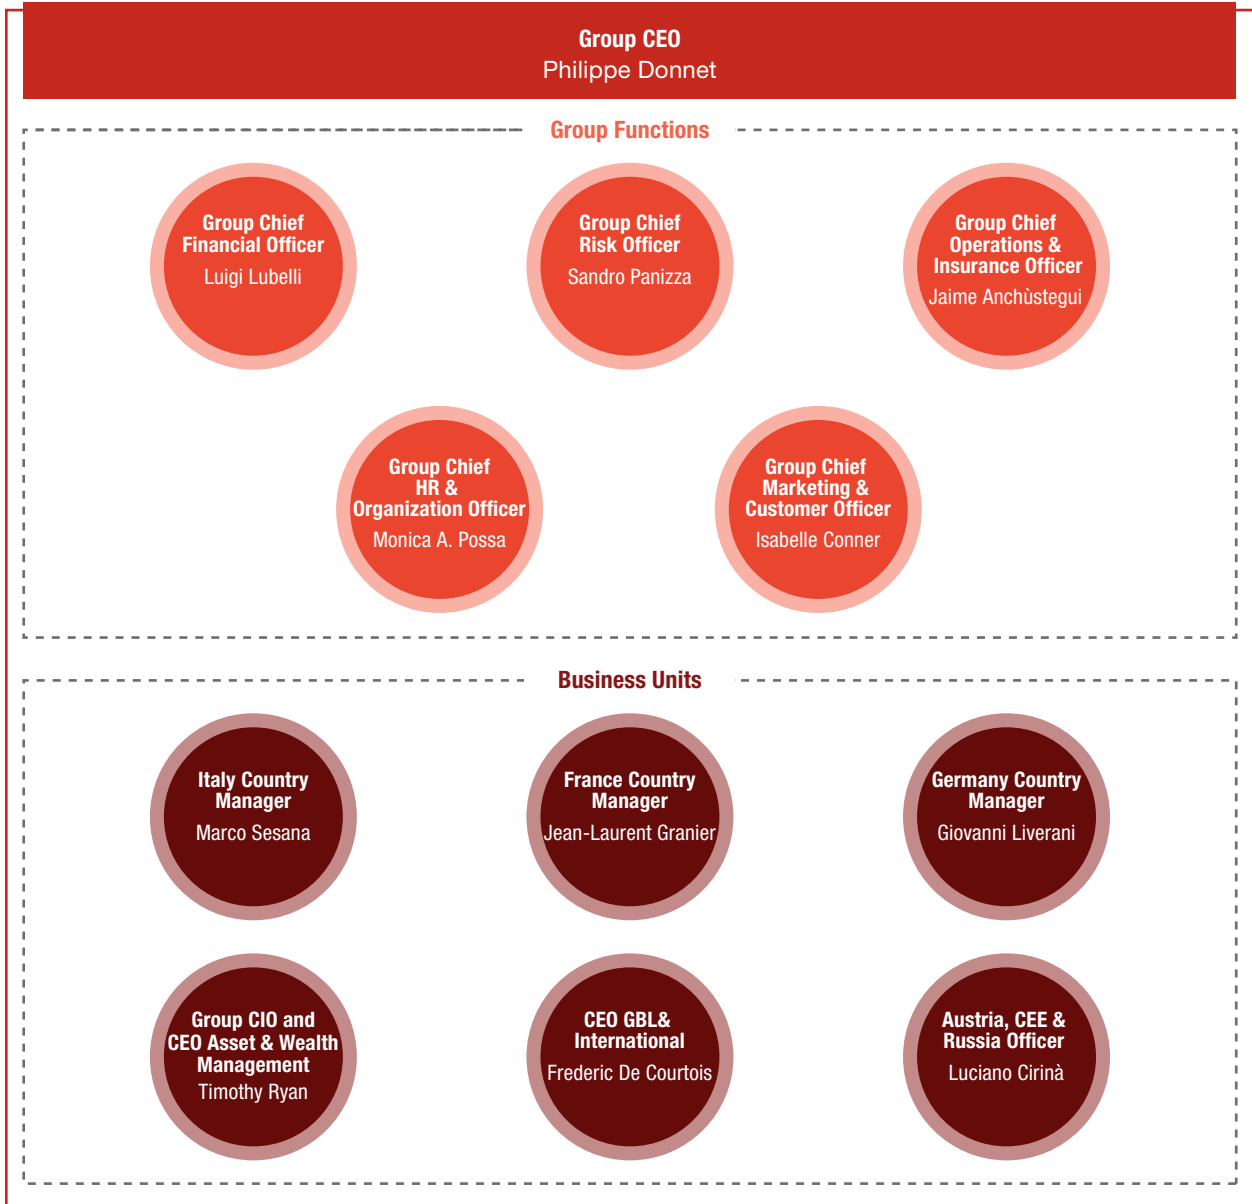 Group CEO
Philippe Donnet
Group Functions
Group Chief
Financial Officer
Luigi Lubelli
Group Chief
Risk Officer
Sandro Panizza
Group Chief
Operations &
Insurance Officer
Jaime Anchùstegui
Group Chief
HR &
Organization Officer
Monica A. Possa
Group Chief
Marketing &
Customer Officer
Isabelle Conner
Business Units
Italy Country
Manager
Marco Sesana
France Country
Manager
Jean-Laurent Granier
Germany Country
Manager
Giovanni Liverani
Group CIO and
CEO Asset & Wealth
Management
Timothy Ryan
CEO GBL&
International
Frederic De Courtois
Austria, CEE &
Russia Officer
Luciano Cirinà